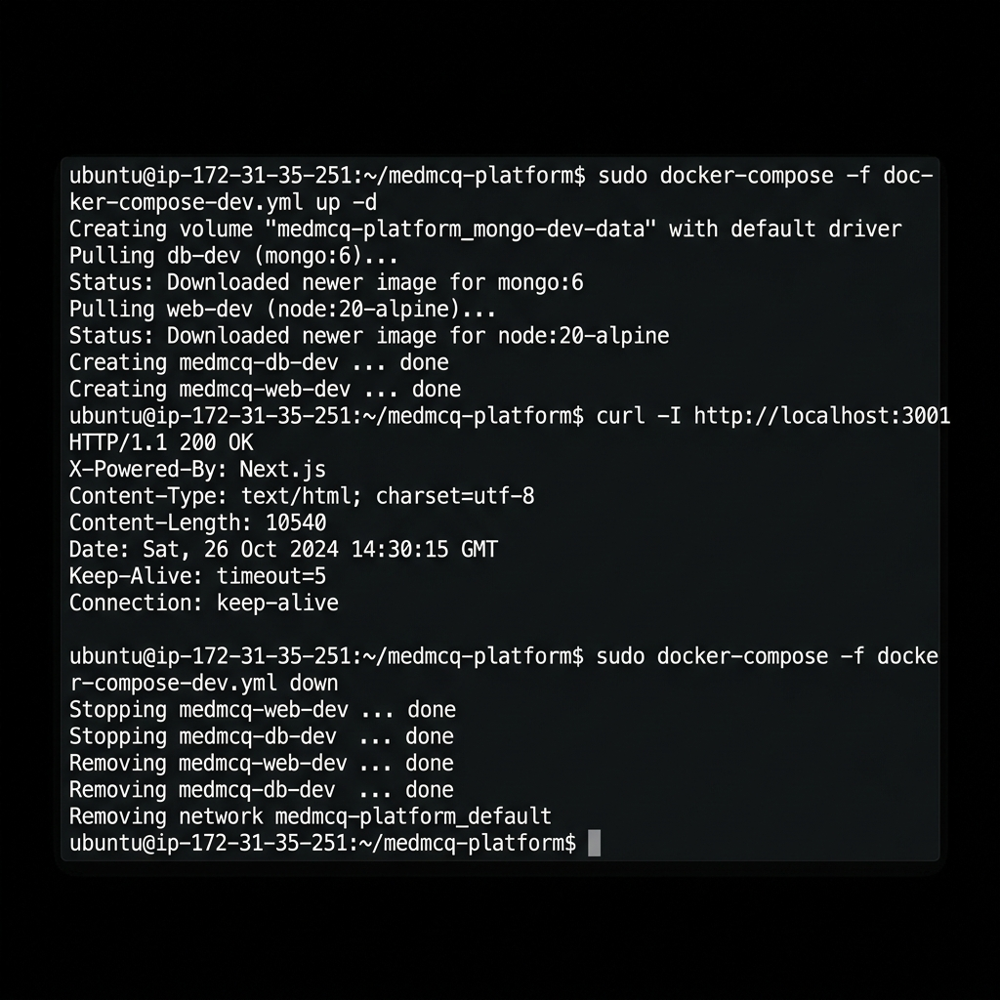 ubuntu@ip-172-31-35-251:~/medmcq-platform$ sudo docker-compose -f doc-
ker-compose-dev.yml up -d
Creating volume "medmcq-platform_mongo-dev-data" with default driver
Pulling db-dev (mongo:6)...
Status: Downloaded newer image for mongo:6
Pulling web-dev (node:20-alpine)...
Status: Downloaded newer image for node:20-alpine
Creating medmcq-db-dev ... done
Creating medmcq-web-dev ... done
ubuntu@ip-172-31-35-251:~/medmcq-platform$ curl -I http://localhost:3001
HTTP/1.1 200 OK
X-Powered-By: Next.js
Content-Type: text/html; charset=utf-8
Content-Length: 10540
Date: Sat, 26 Oct 2024 14:30:15 GMT
Keep-Alive: timeout=5
Connection: keep-alive
ubuntu@ip-172-31-35-251:~/medmcq-platform$ sudo docker-compose -f docke
r-compose-dev.yml down
Stopping medmcq-web-dev ... done
Stopping medmcq-db-dev  ... done
Removing medmcq-web-dev ... done
Removing medmcq-db-dev  ... done
Removing network medmcq-platform_default
ubuntu@ip-172-31-35-251:~/medmcq-platform$